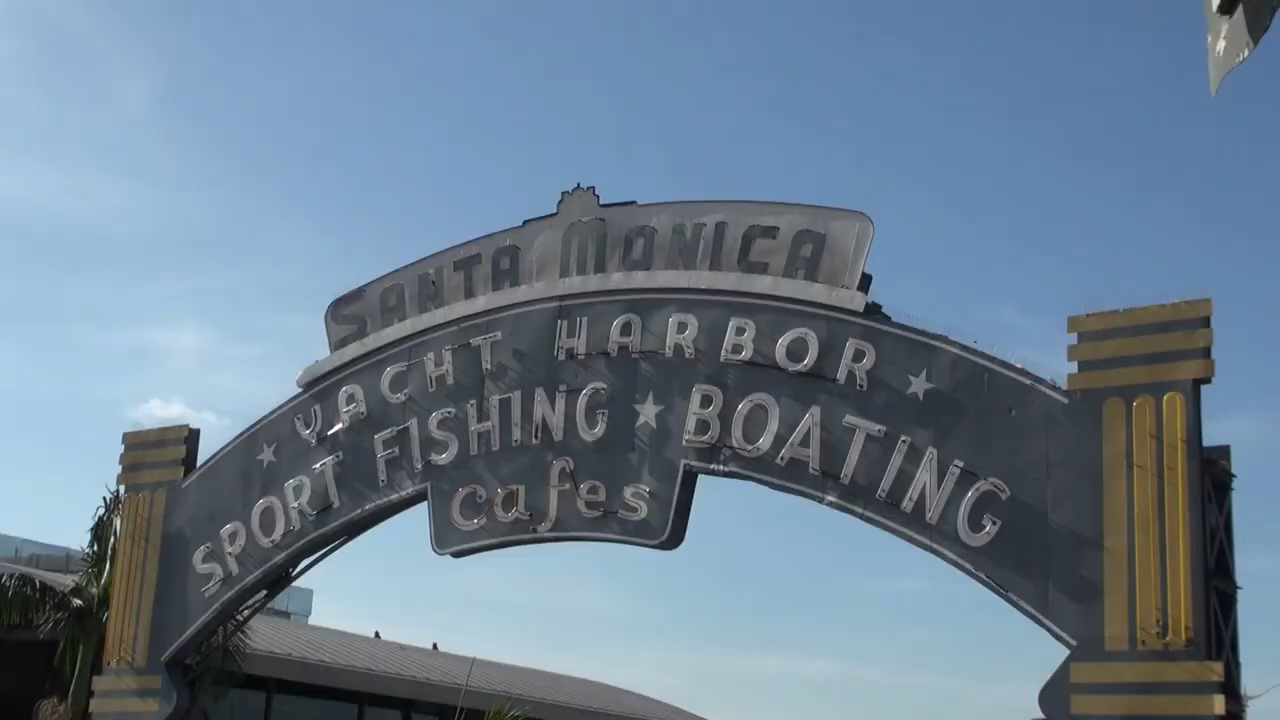 SANTA MONICA
YACHT HARBOR
SPORT FISHING ★ BOATING
cafes